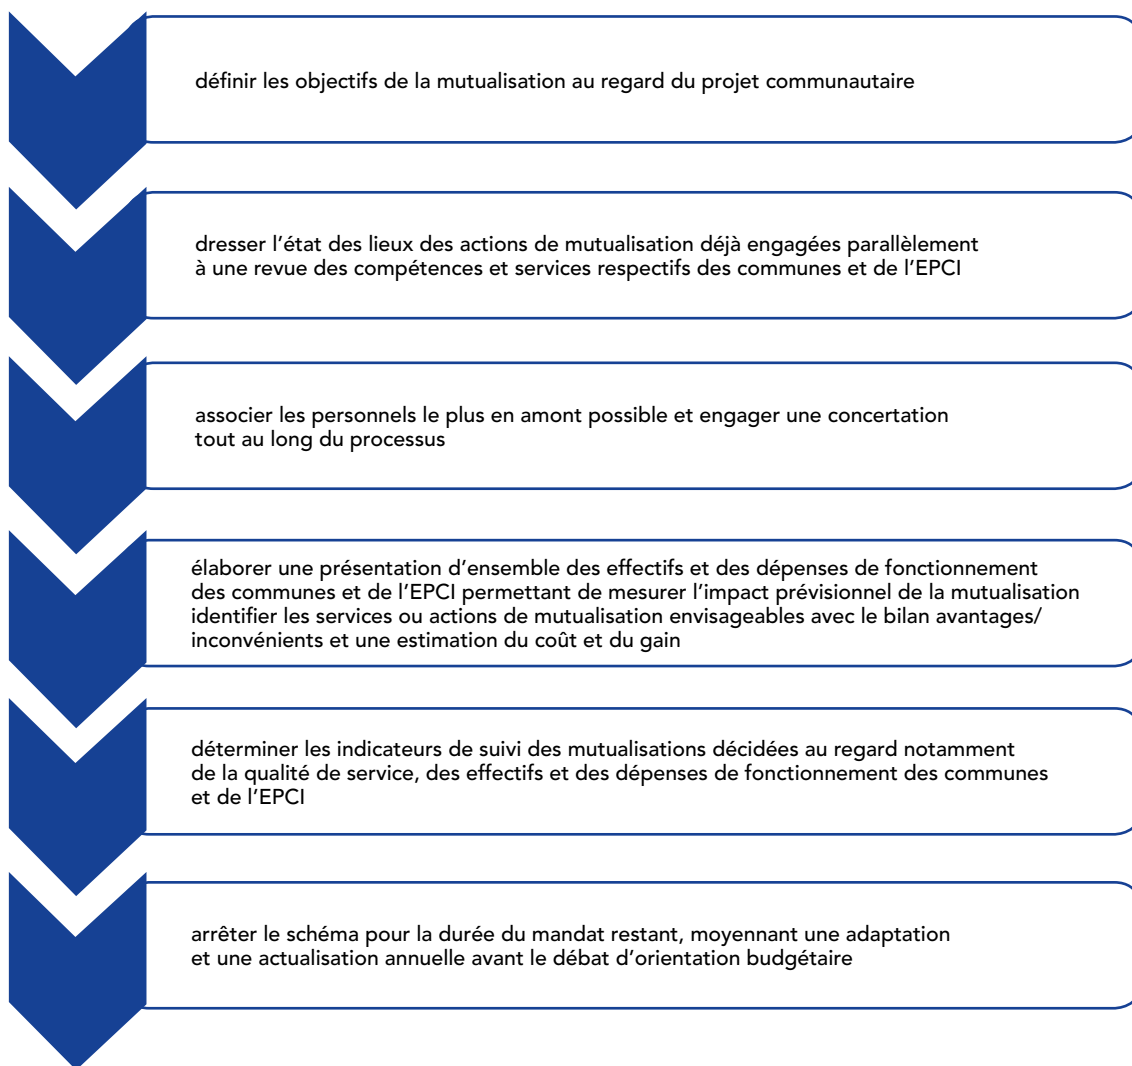 définir les objectifs de la mutualisation au regard du projet communautaire
dresser l’état des lieux des actions de mutualisation déjà engagées parallèlement
à une revue des compétences et services respectifs des communes et de l’EPCI
associer les personnels le plus en amont possible et engager une concertation
tout au long du processus
élaborer une présentation d’ensemble des effectifs et des dépenses de fonctionnement
des communes et de l’EPCI permettant de mesurer l’impact prévisionnel de la mutualisation
identifier les services ou actions de mutualisation envisageables avec le bilan avantages/
inconvénients et une estimation du coût et du gain
déterminer les indicateurs de suivi des mutualisations décidées au regard notamment
de la qualité de service, des effectifs et des dépenses de fonctionnement des communes
et de l’EPCI
arrêter le schéma pour la durée du mandat restant, moyennant une adaptation
et une actualisation annuelle avant le débat d’orientation budgétaire